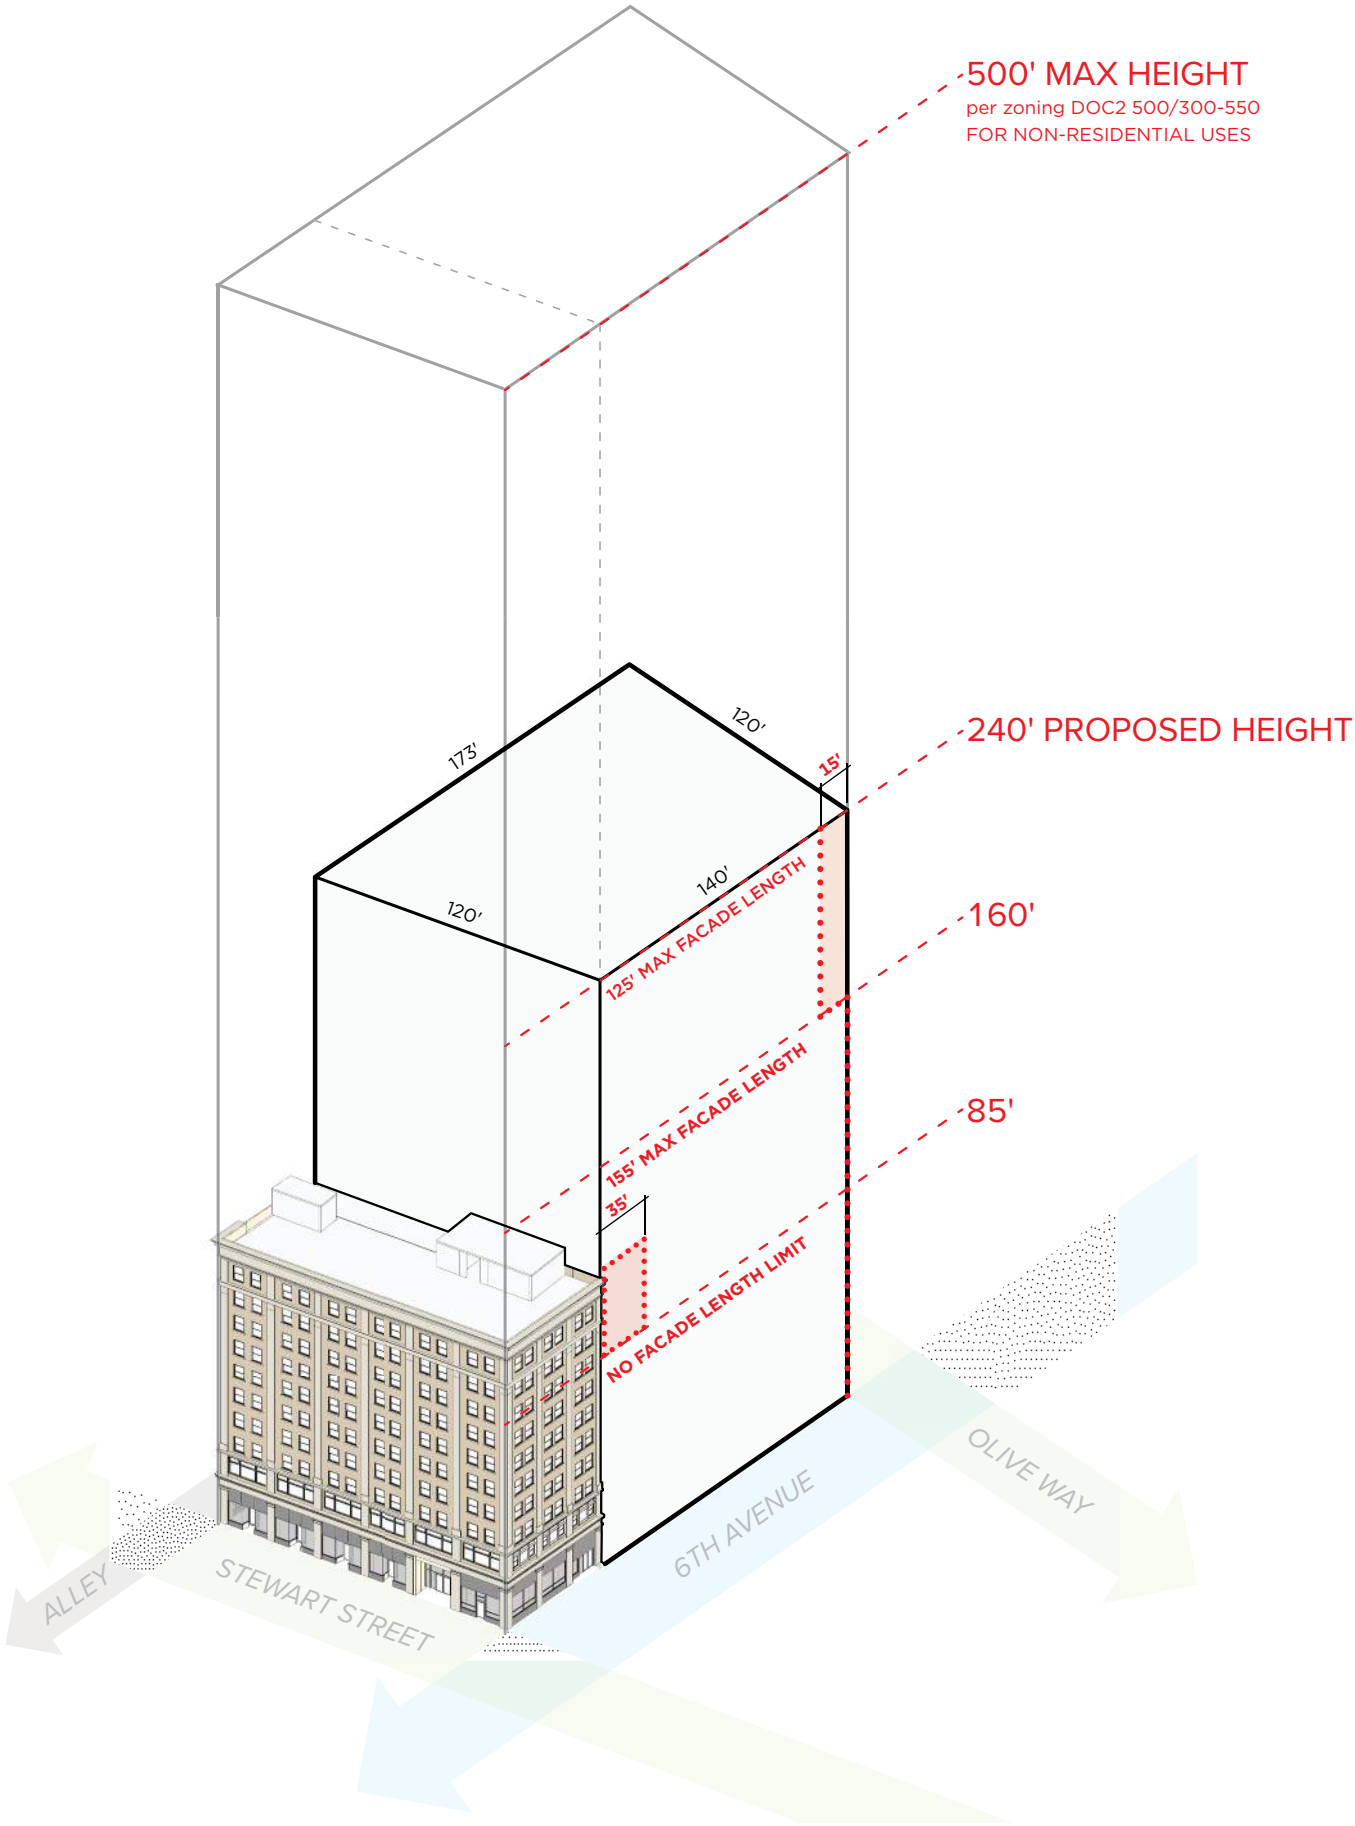 500' MAX HEIGHT
per zoning DOC2 500/300-550
FOR NON-RESIDENTIAL USES
120'
173'
240' PROPOSED HEIGHT
15'
140'
120'
125' MAX FACADE LENGTH
160'
155' MAX FACADE LENGTH
85'
35'
NO FACADE LENGTH LIMIT
OLIVE WAY
6TH AVENUE
ALLEY
STEWART STREET